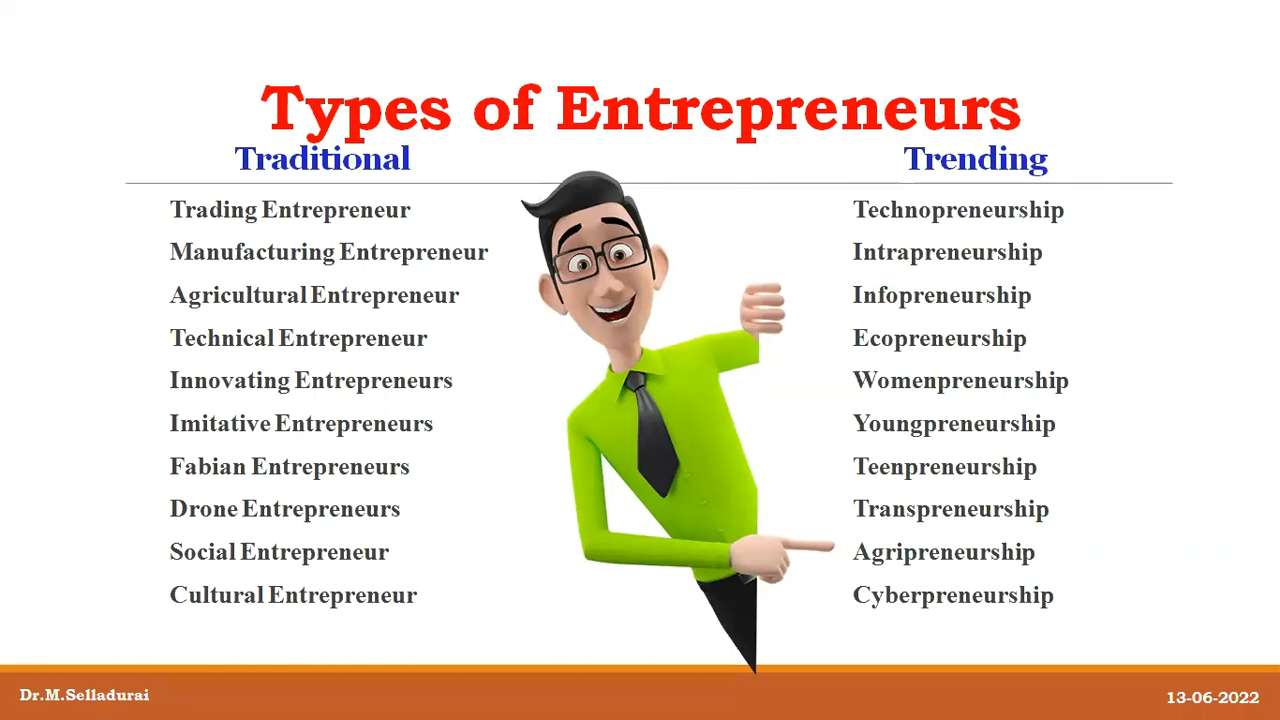 Types of Entrepreneurs
Traditional
Trading Entrepreneur
Manufacturing Entrepreneur
Agricultural Entrepreneur
Technical Entrepreneur
Innovating Entrepreneurs
Imitative Entrepreneurs
Fabian Entrepreneurs
Drone Entrepreneurs
Social Entrepreneur
Cultural Entrepreneur
Trending
Technopreneurship
Intrapreneurship
Infopreneurship
Ecopreneurship
Womenpreneurship
Youngpreneurship
Teenpreneurship
Transpreneurship
Agripreneurship
Cyberpreneurship
Dr.M.Selladurai
13-06-2022